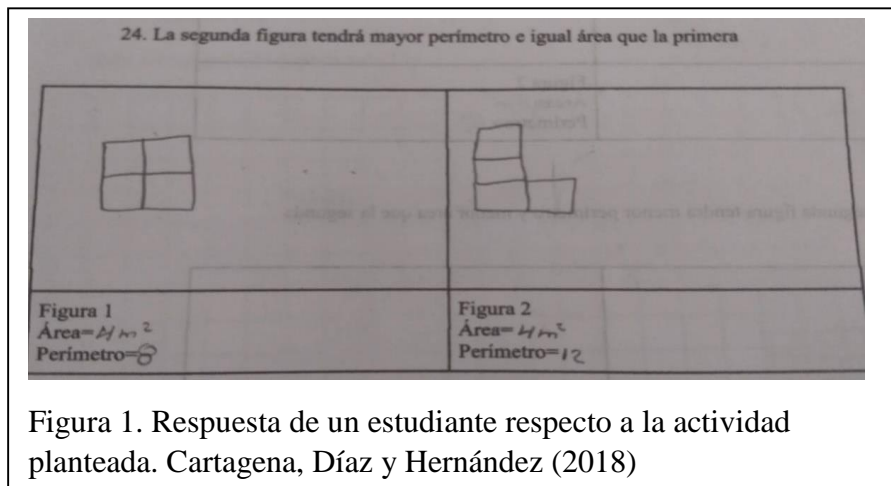 24. La segunda figura tendrá mayor perímetro e igual área que la primera
Figura 1
Área=4 m²
Perímetro=8
Figura 2
Área=4 m²
Perímetro=12
Figura 1. Respuesta de un estudiante respecto a la actividad
planteada. Cartagena, Díaz y Hernández (2018)